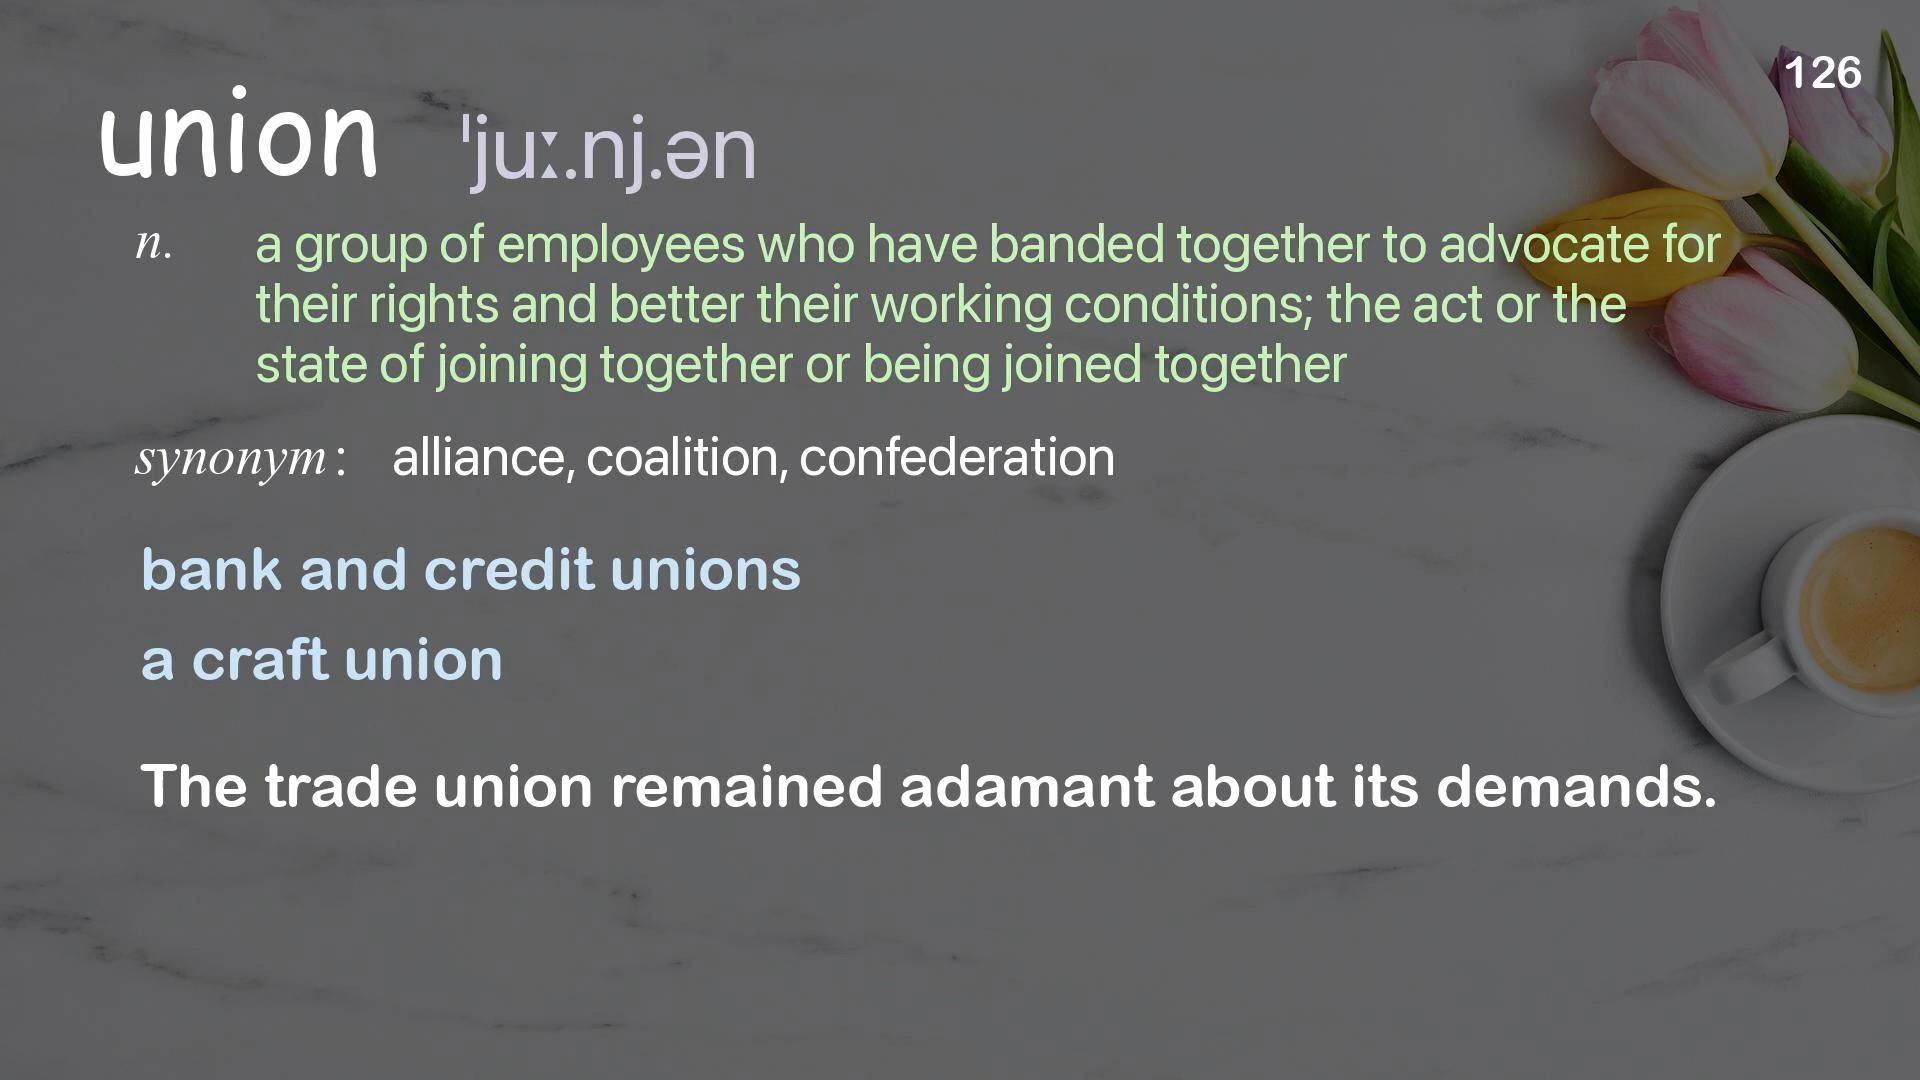 126
union ˈjuː.nj.ən
n. a group of employees who have banded together to advocate for
their rights and better their working conditions; the act or the
state of joining together or being joined together
synonym : alliance, coalition, confederation
bank and credit unions
a craft union
The trade union remained adamant about its demands.